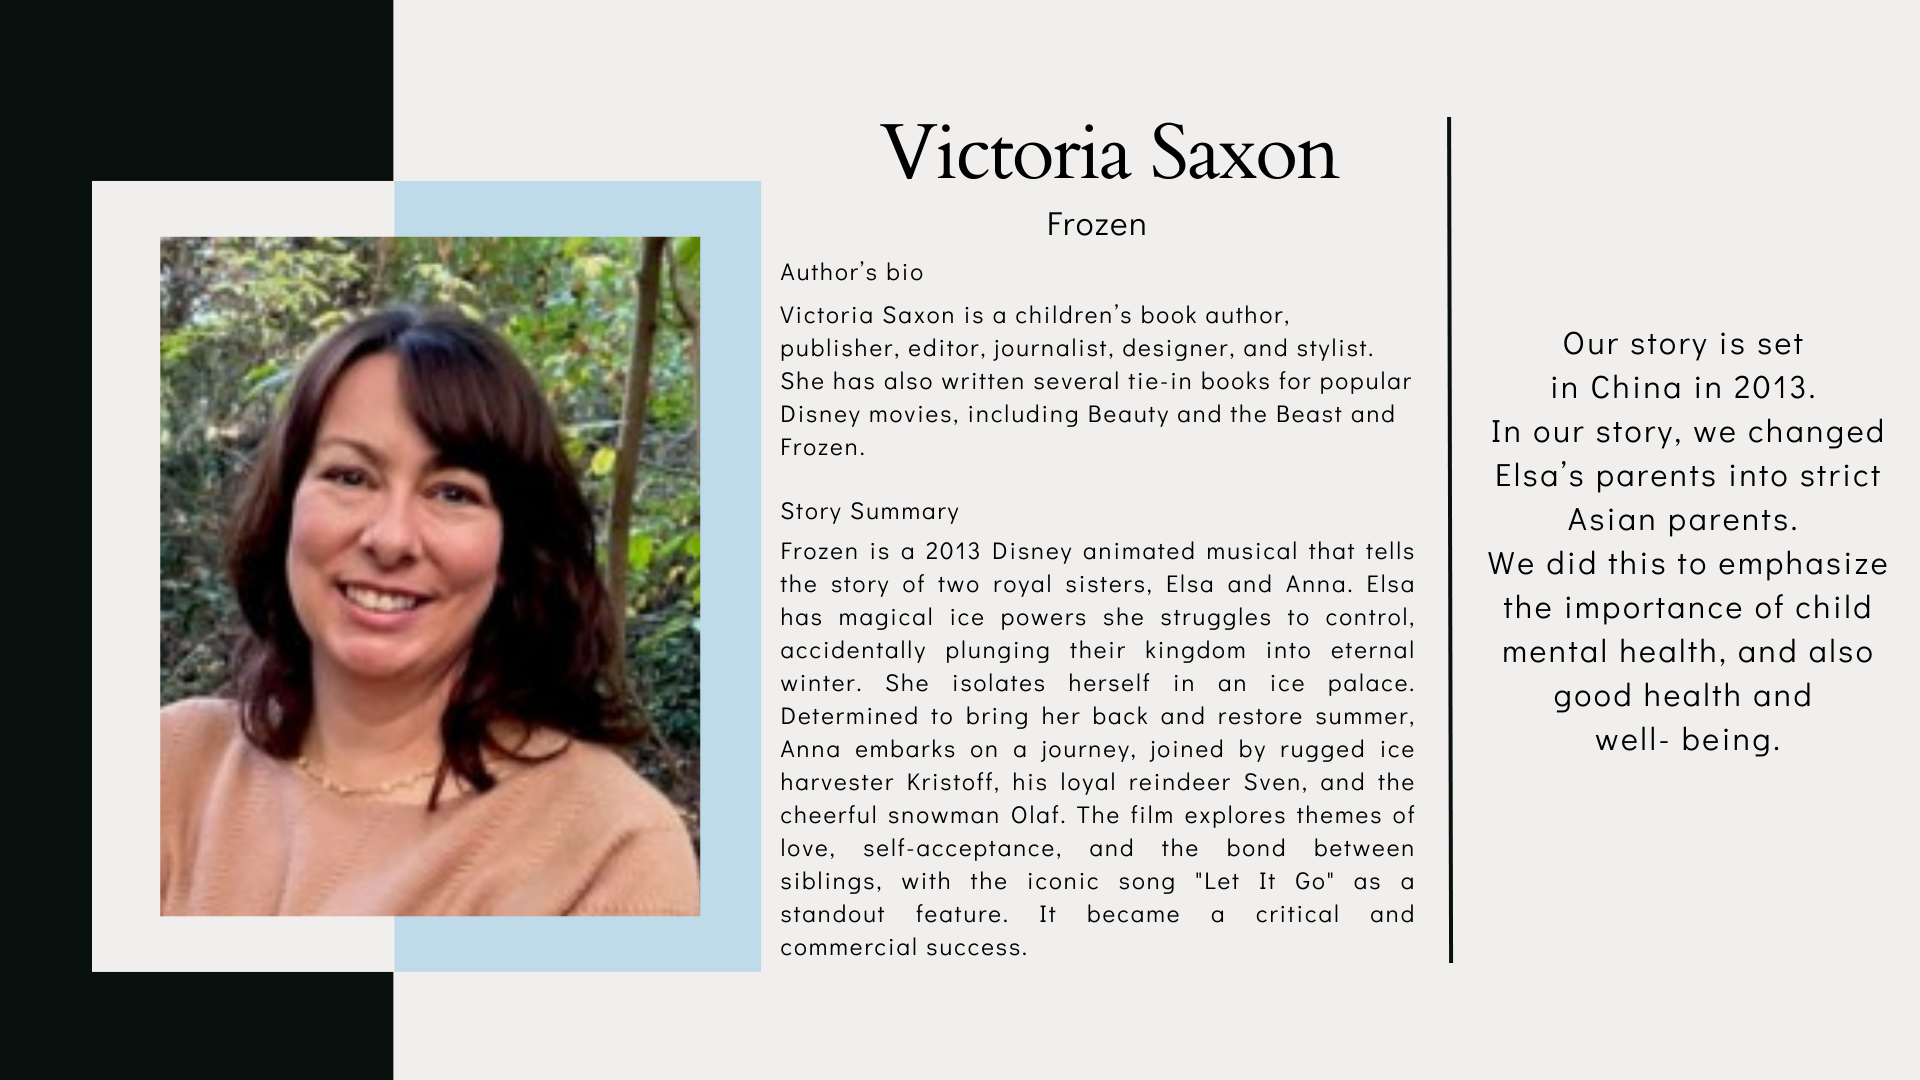 Victoria Saxon
Frozen
Author’s bio
Victoria Saxon is a children’s book author,
publisher, editor, journalist, designer, and stylist.
She has also written several tie-in books for popular
Disney movies, including Beauty and the Beast and
Frozen.
Story Summary
Frozen is a 2013 Disney animated musical that tells
the story of two royal sisters, Elsa and Anna. Elsa
has magical ice powers she struggles to control,
accidentally plunging their kingdom into eternal
winter. She isolates herself in an ice palace.
Determined to bring her back and restore summer,
Anna embarks on a journey, joined by rugged ice
harvester Kristoff, his loyal reindeer Sven, and the
cheerful snowman Olaf. The film explores themes of
love, self-acceptance, and the bond between
siblings, with the iconic song "Let It Go" as a
standout feature. It became a critical and
commercial success.
Our story is set
in China in 2013.
In our story, we changed
Elsa’s parents into strict
Asian parents.
We did this to emphasize
the importance of child
mental health, and also
good health and
well- being.